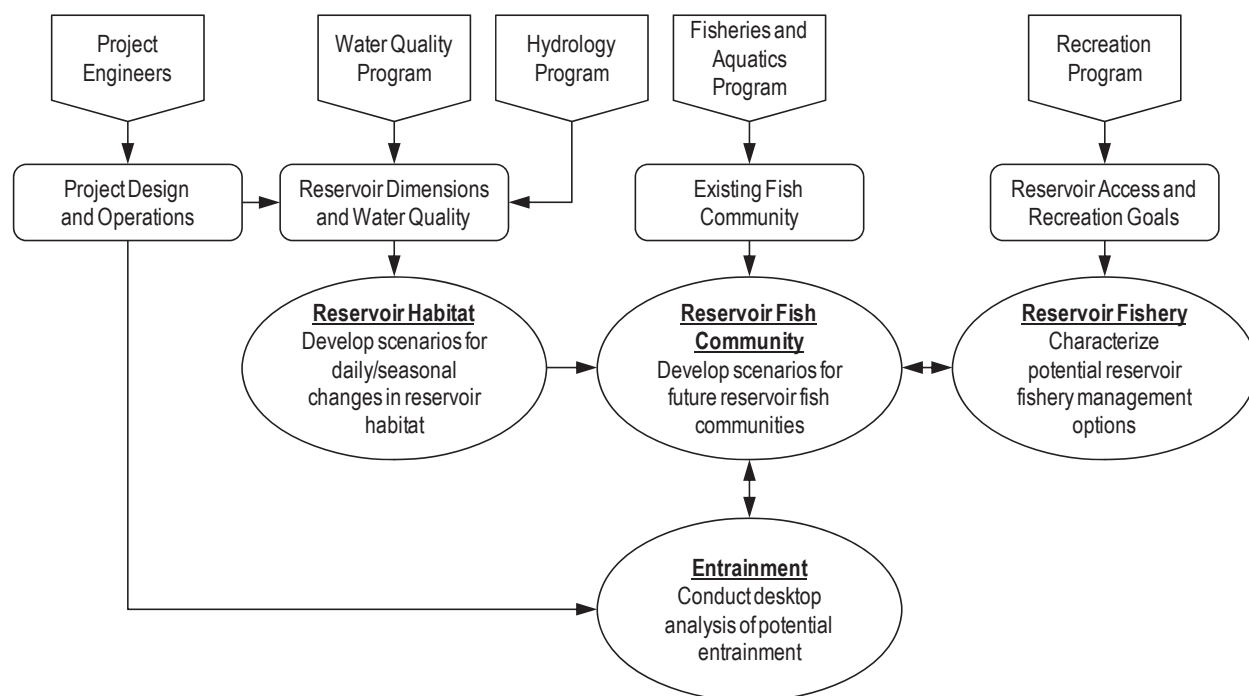 Project
Engineers
Water Quality
Program
Hydrology
Program
Fisheries and
Aquatics
Program
Recreation
Program
Project Design
and Operations
Reservoir Dimensions
and Water Quality
Existing Fish
Community
Reservoir Access and
Recreation Goals
Reservoir Habitat
Develop scenarios for
daily/seasonal
changes in reservoir
habitat
Reservoir Fish
Community
Develop scenarios for
future reservoir fish
communities
Reservoir Fishery
Characterize
potential reservoir
fishery management
options
Entrainment
Conduct desktop
analysis of potential
entrainment